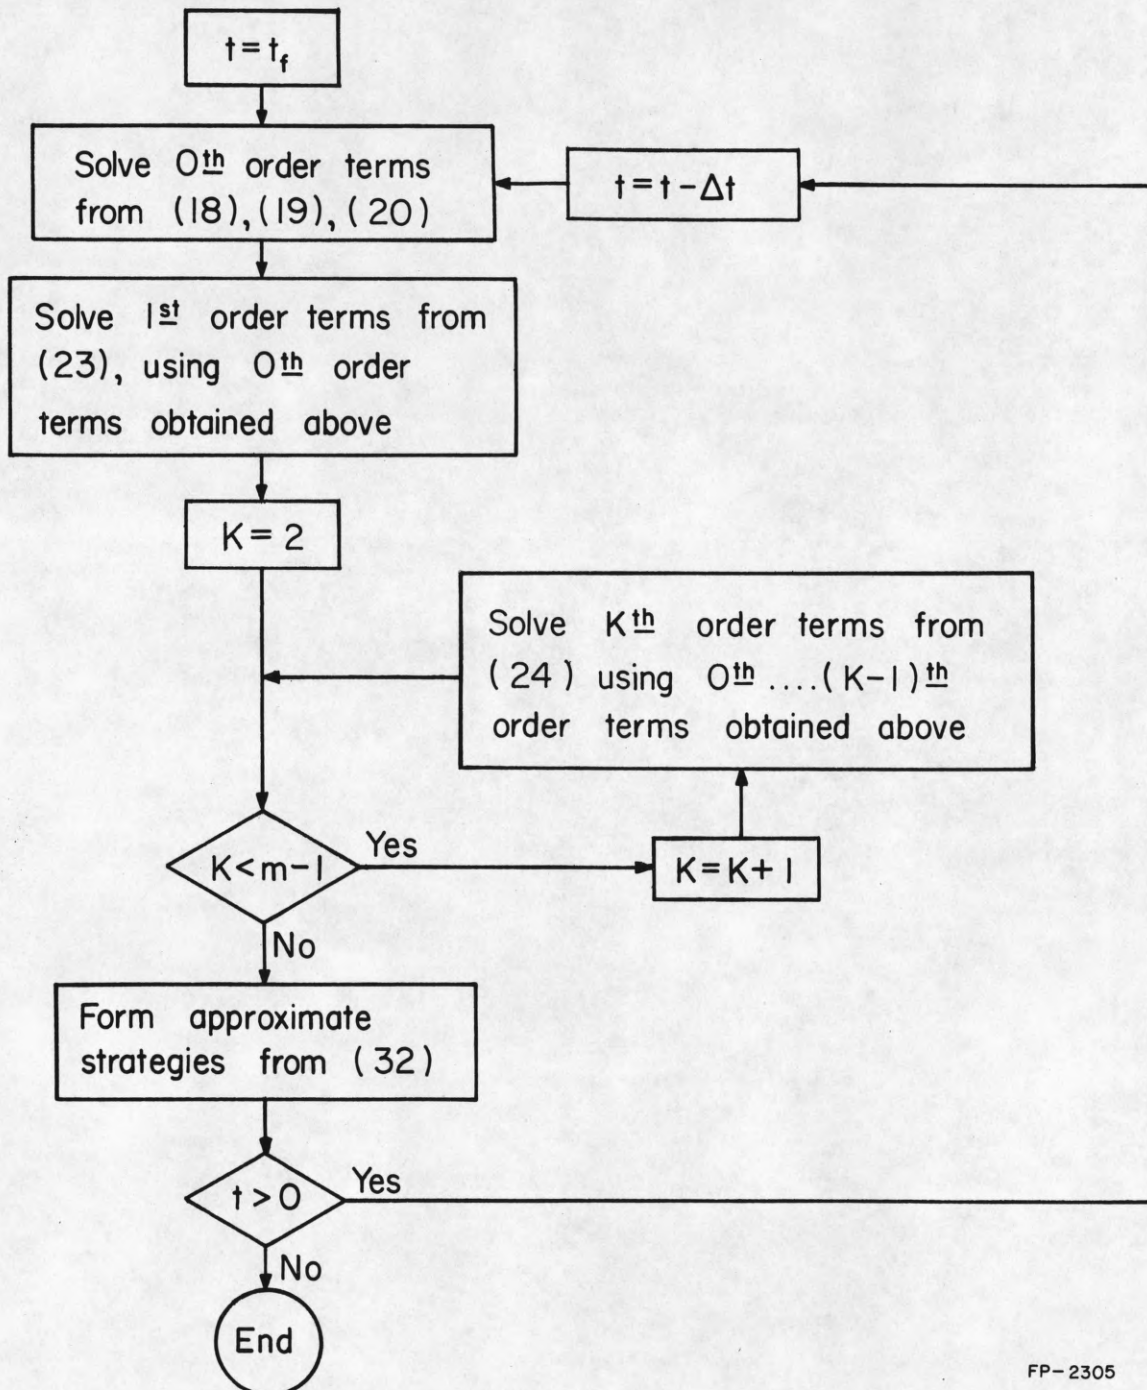 t = t_f
Solve 0th order terms
from (18), (19), (20)
t = t - Δt
Solve 1st order terms from
(23), using 0th order
terms obtained above
K = 2
Solve Kth order terms from
(24) using 0th ....(K-1)th
order terms obtained above
K < m-1
Yes
K = K + 1
No
Form approximate
strategies from (32)
t > 0
Yes
No
End
FP-2305